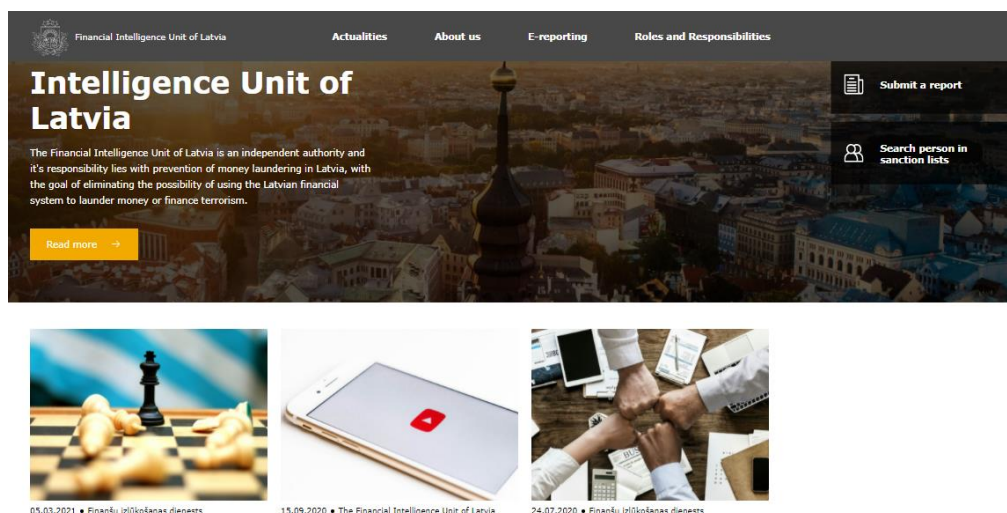 Financial Intelligence Unit of Latvia
Actualities
About us
E-reporting
Roles and Responsibilities
Intelligence Unit of
Latvia
The Financial Intelligence Unit of Latvia is an independent authority and
it's responsibility lies with prevention of money laundering in Latvia, with
the goal of eliminating the possibility of using the Latvian financial
system to launder money or finance terrorism.
Read more →
Submit a report
Search person in
sanction lists
05.03.2021 • Finanšu izlūkošanas dienests
15.09.2020 • The Financial Intelligence Unit of Latvia
24.07.2020 • Finanšu izlūkošanas dienests